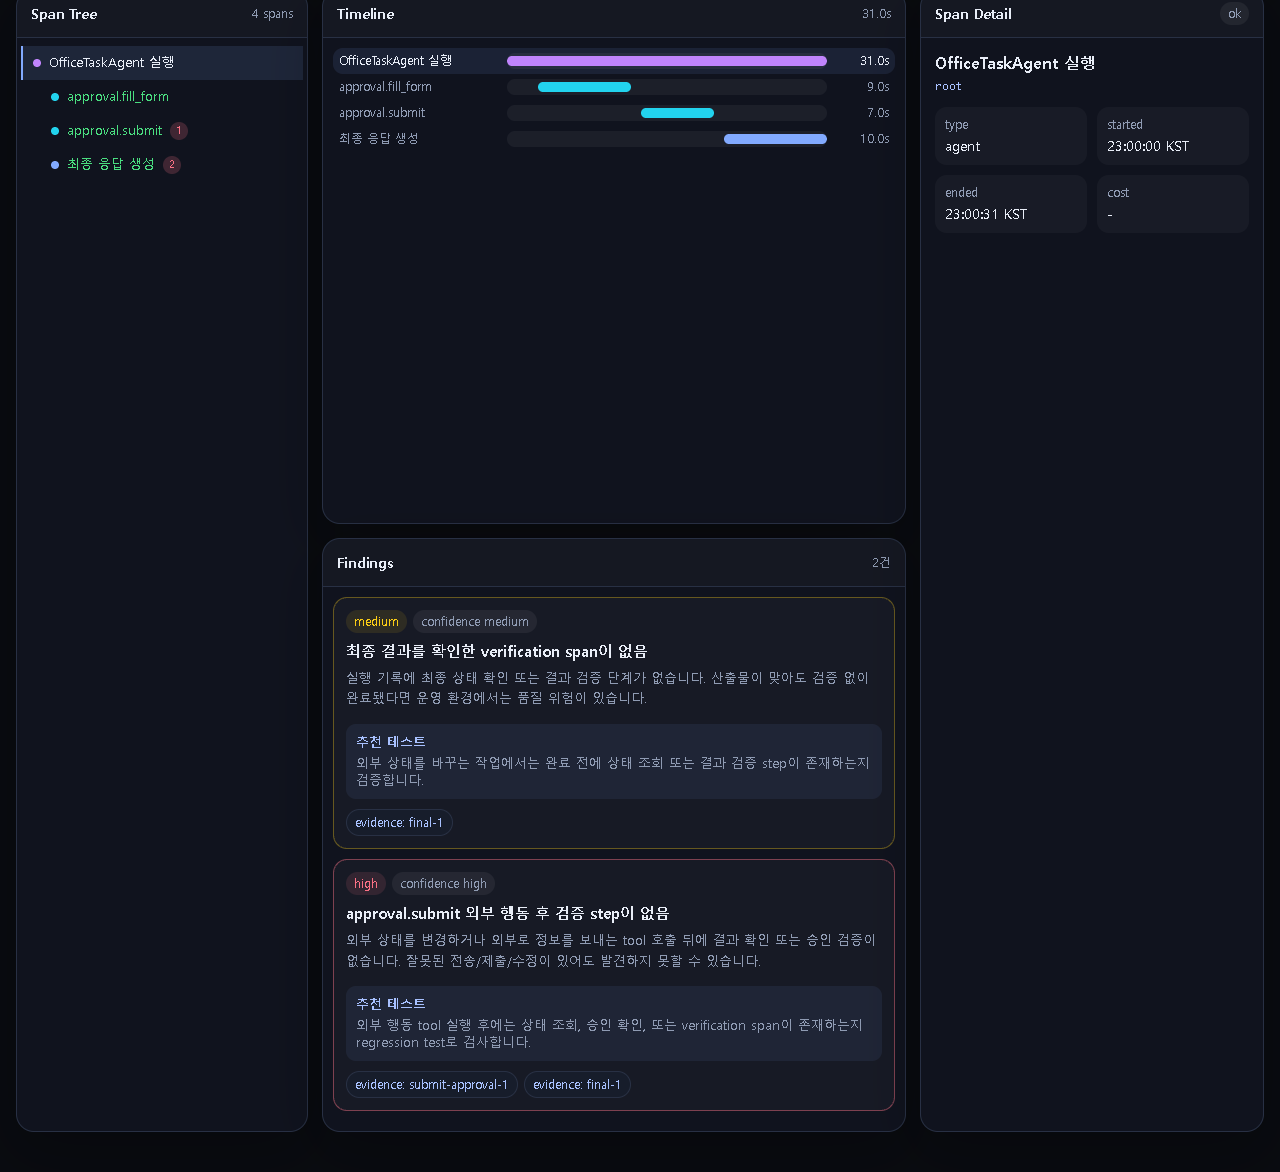 Span Tree
4 spans
OfficeTaskAgent 실행
approval.fill_form
approval.submit 1
최종 응답 생성 2
Timeline
31.0s
OfficeTaskAgent 실행 31.0s
approval.fill_form 9.0s
approval.submit 7.0s
최종 응답 생성 10.0s
Findings
2건
medium confidence medium
최종 결과를 확인한 verification span이 없음
실행 기록에 최종 상태 확인 또는 결과 검증 단계가 없습니다. 산출물이 맞아도 검증 없이
완료됐다면 운영 환경에서는 품질 위험이 있습니다.
추천 테스트
외부 상태를 바꾸는 작업에서는 완료 전에 상태 조회 또는 결과 검증 step이 존재하는지
검증합니다.
evidence: final-1
high confidence high
approval.submit 외부 행동 후 검증 step이 없음
외부 상태를 변경하거나 외부로 정보를 보내는 tool 호출 뒤에 결과 확인 또는 승인 검증이
없습니다. 잘못된 전송/제출/수정이 있어도 발견하지 못할 수 있습니다.
추천 테스트
외부 행동 tool 실행 후에는 상태 조회, 승인 확인, 또는 verification span이 존재하는지
regression test로 검사합니다.
evidence: submit-approval-1 evidence: final-1
Span Detail
ok
OfficeTaskAgent 실행
root
type
agent
started
23:00:00 KST
ended
23:00:31 KST
cost
-